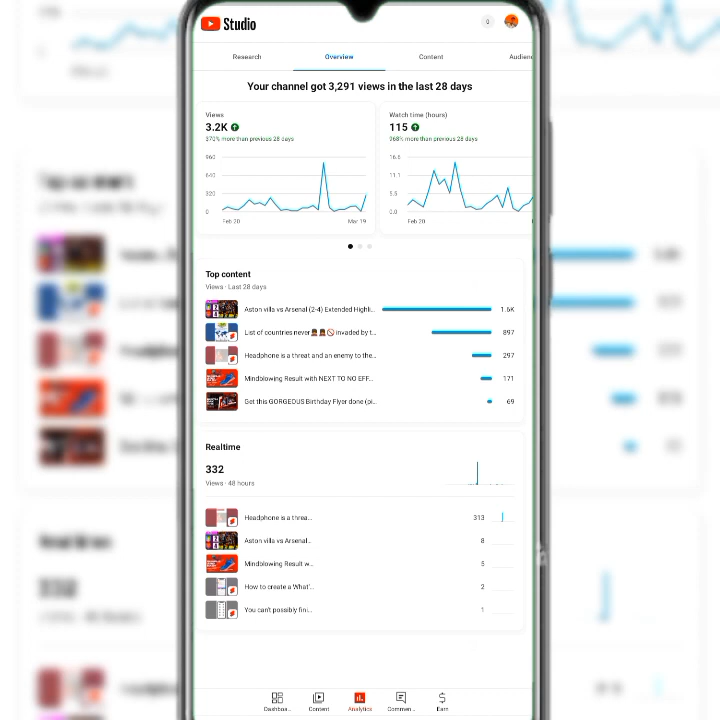 Studio
0
Research Overview Content Audien
Your channel got 3,291 views in the last 28 days
Views
3.2K
370% more than previous 28 days
960
640
320
0
Feb 20 Mar 19
Watch time (hours)
115
968% more than previous 28 days
16.6
11.1
5.5
0.0
Feb 20
Top content
Views · Last 28 days
Aston villa vs Arsenal (2-4) Extended Highli... 1.6K
List of countries never🚫 invaded by t... 897
Headphone is a threat and an enemy to the... 297
Mindblowing Result with NEXT TO NO EFF... 171
Get this GORGEOUS Birthday Flyer done (pi... 69
Realtime
332
Views · 48 hours
Headphone is a threa... 313
Aston villa vs Arsenal... 8
Mindblowing Result w... 5
How to create a What'... 2
You can't possibly fini... 1
Dashboa... Content Analytics Commen... Earn